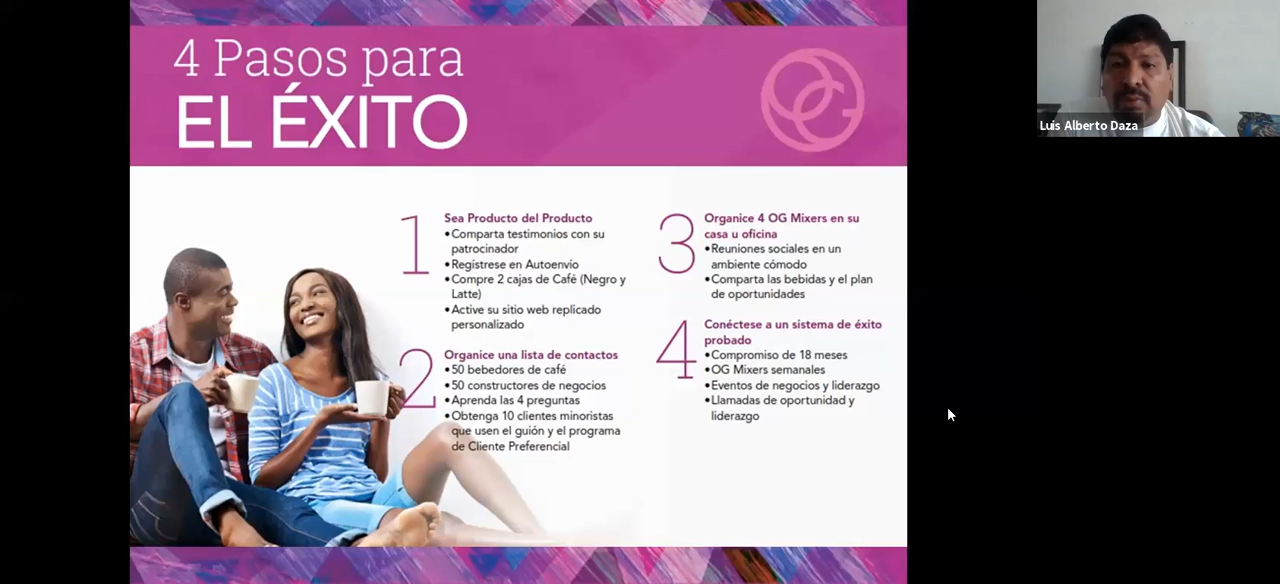 4 Pasos para
EL ÉXITO
Luis Alberto Daza
1
Sea Producto del Producto
•Comparta testimonios con su
patrocinador
•Regístrese en Autoenvío
•Compre 2 cajas de Café (Negro y
Latte)
•Active su sitio web replicado
personalizado
2
Organice una lista de contactos
•50 bebedores de café
•50 constructores de negocios
•Aprenda las 4 preguntas
•Obtenga 10 clientes minoristas
que usen el guión y el programa
de Cliente Preferencial
3
Organice 4 OG Mixers en su
casa u oficina
•Reuniones sociales en un
ambiente cómodo
•Comparta las bebidas y el plan
de oportunidades
4
Conéctese a un sistema de éxito
probado
•Compromiso de 18 meses
•OG Mixers semanales
•Eventos de negocios y liderazgo
•Llamadas de oportunidad y
liderazgo